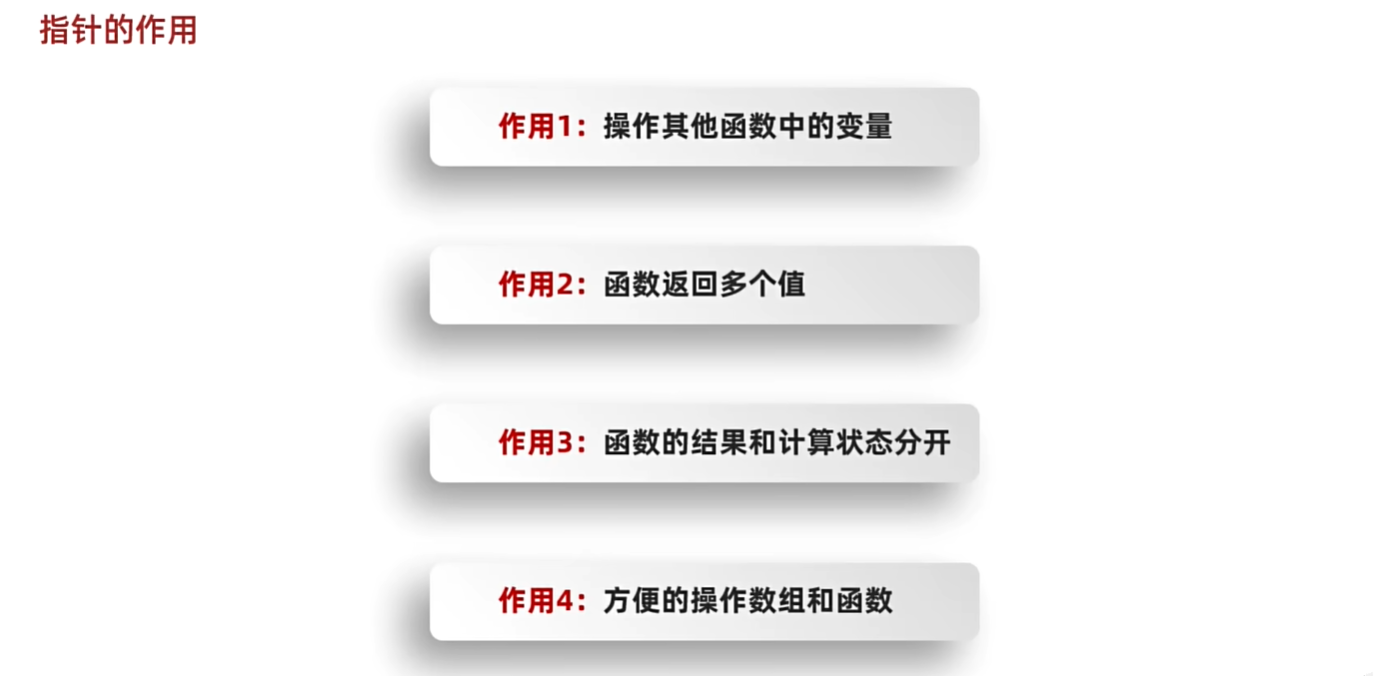 指针的作用
作用1：操作其他函数中的变量
作用2：函数返回多个值
作用3：函数的结果和计算状态分开
作用4：方便的操作数组和函数